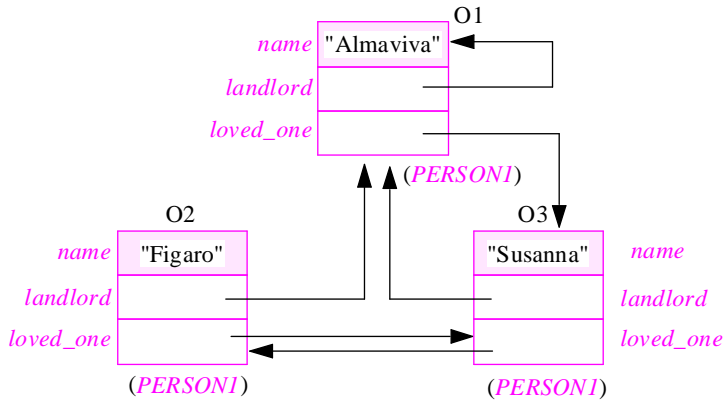 O1
name "Almaviva"
landlord
loved_one
(PERSON1)
O2
name "Figaro"
landlord
loved_one
(PERSON1)
O3
"Susanna" name
landlord
loved_one
(PERSON1)